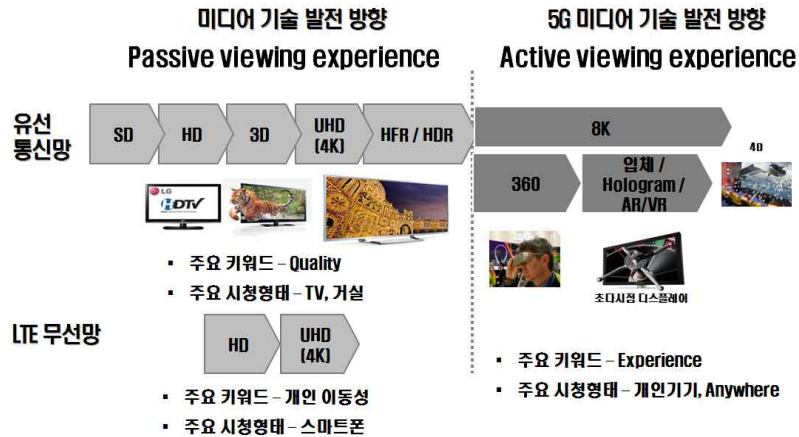 미디어 기술 발전 방향
Passive viewing experience
5G 미디어 기술 발전 방향
Active viewing experience
유선
통신망
SD
HD
3D
UHD
(4K)
HFR / HDR
8K
360
입체 /
Hologram /
AR/VR
4D
LG
HDTV
▪ 주요 키워드 – Quality
▪ 주요 시청형태 – TV, 거실
초다시점 디스플레이
LTE 무선망
HD
UHD
(4K)
▪ 주요 키워드 – 개인 이동성
▪ 주요 시청형태 – 스마트폰
▪ 주요 키워드 – Experience
▪ 주요 시청형태 – 개인기기, Anywhere